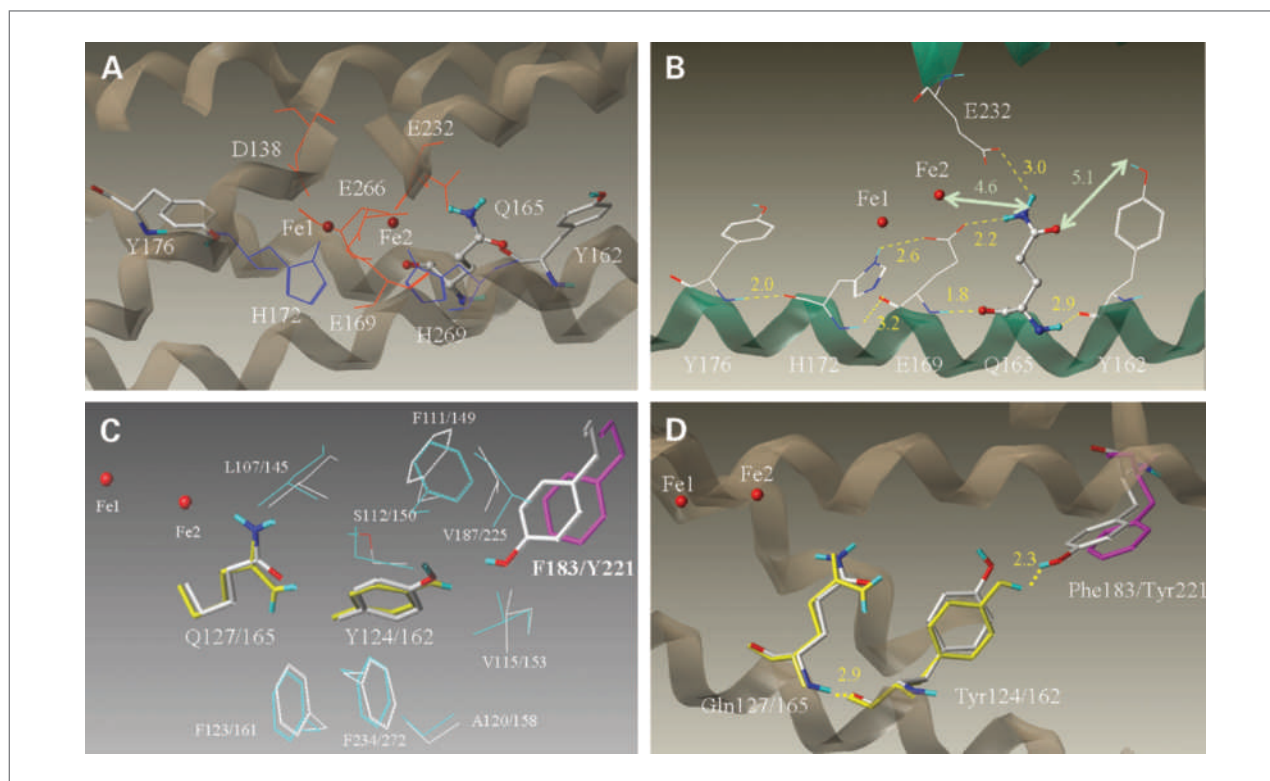 A
E232
D138
E266
Q165
Fe1
Fe2
Y176
Y162
H172
E169
H269
B
E232
3.0
Fe2
4.6
5.1
Fe1
2.2
2.6
2.0
1.8
2.9
3.2
Y176 H172 E169 Q165 Y162
C
F111/149
L107/145
Fe1
Fe2
S112/150
V187/225
F183/Y221
Q127/165
Y124/162
V115/153
F123/161
F234/272
A120/158
D
Fe1
Fe2
2.3
Phe183/Tyr221
2.9
Gln127/165
Tyr124/162